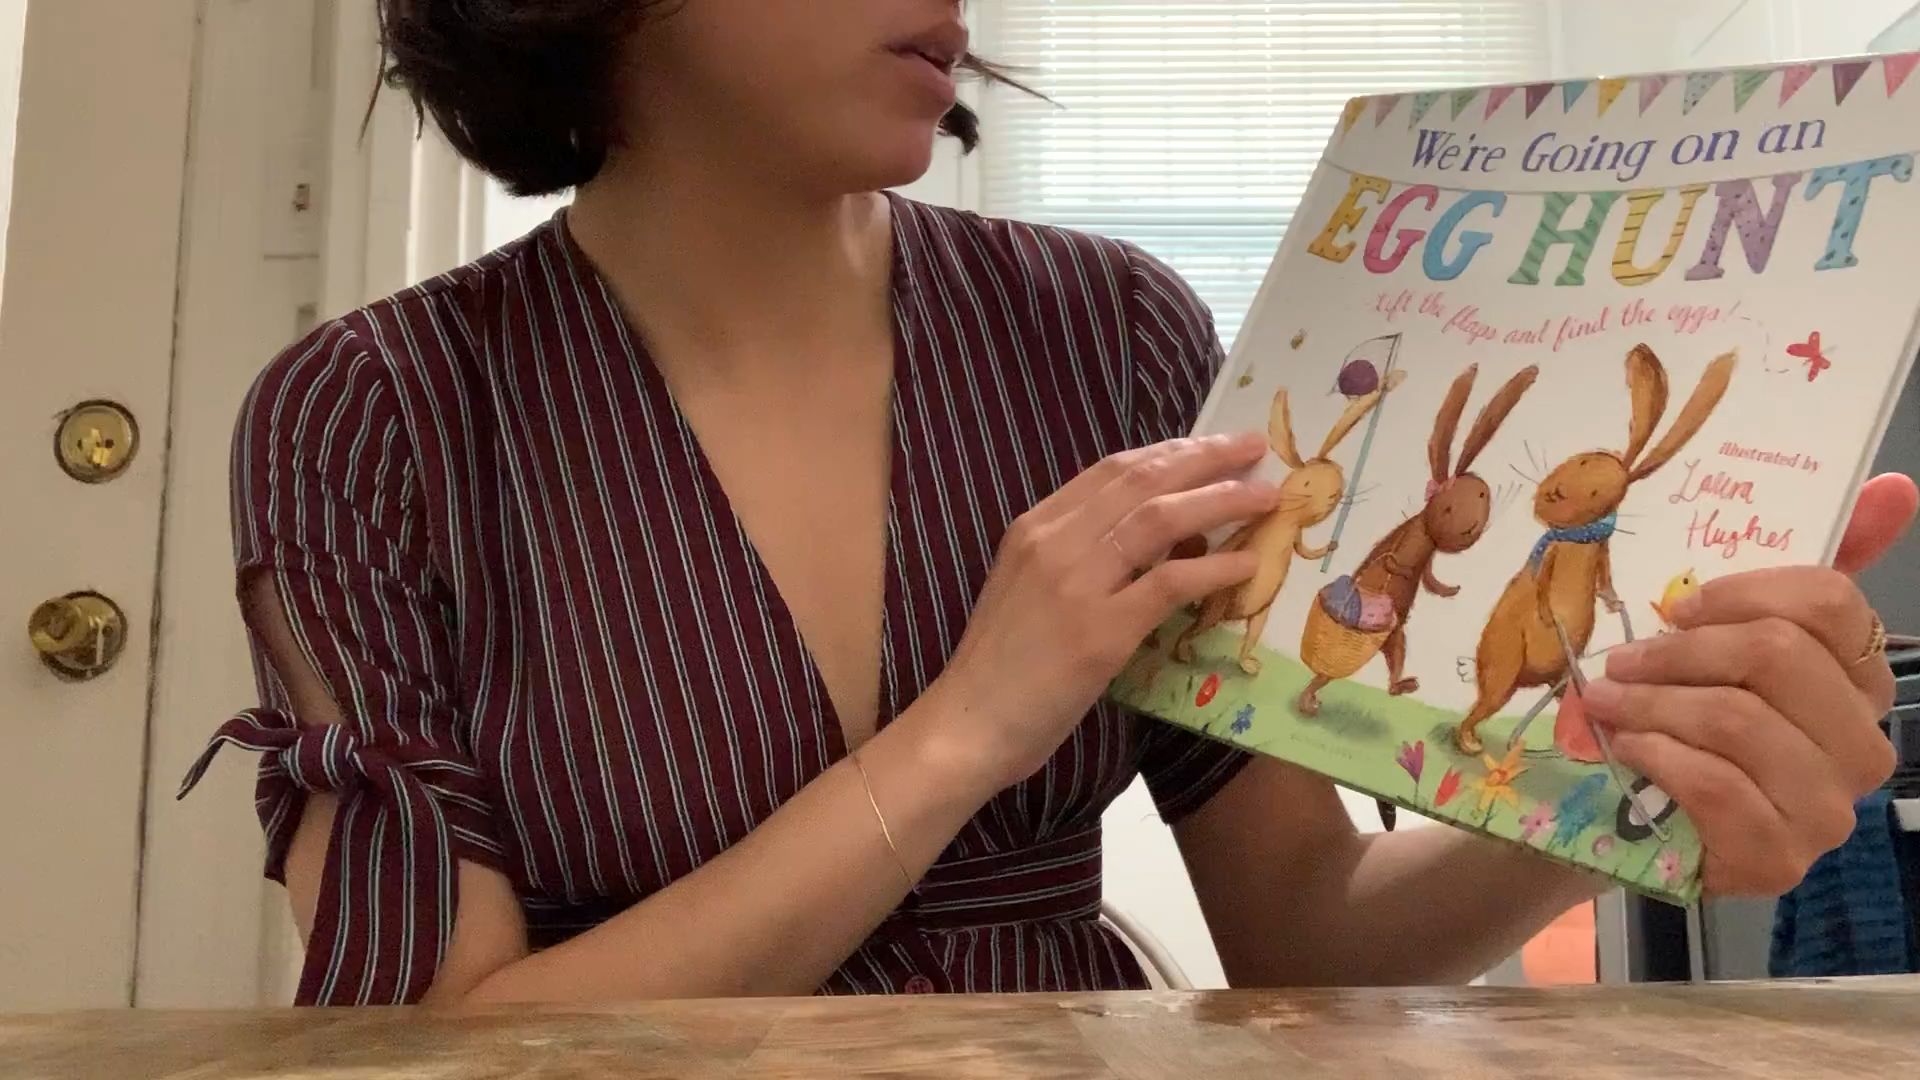 We're Going on an
EGG HUNT
Lift the flaps and find the eggs!
illustrated by
Laura
Hughes